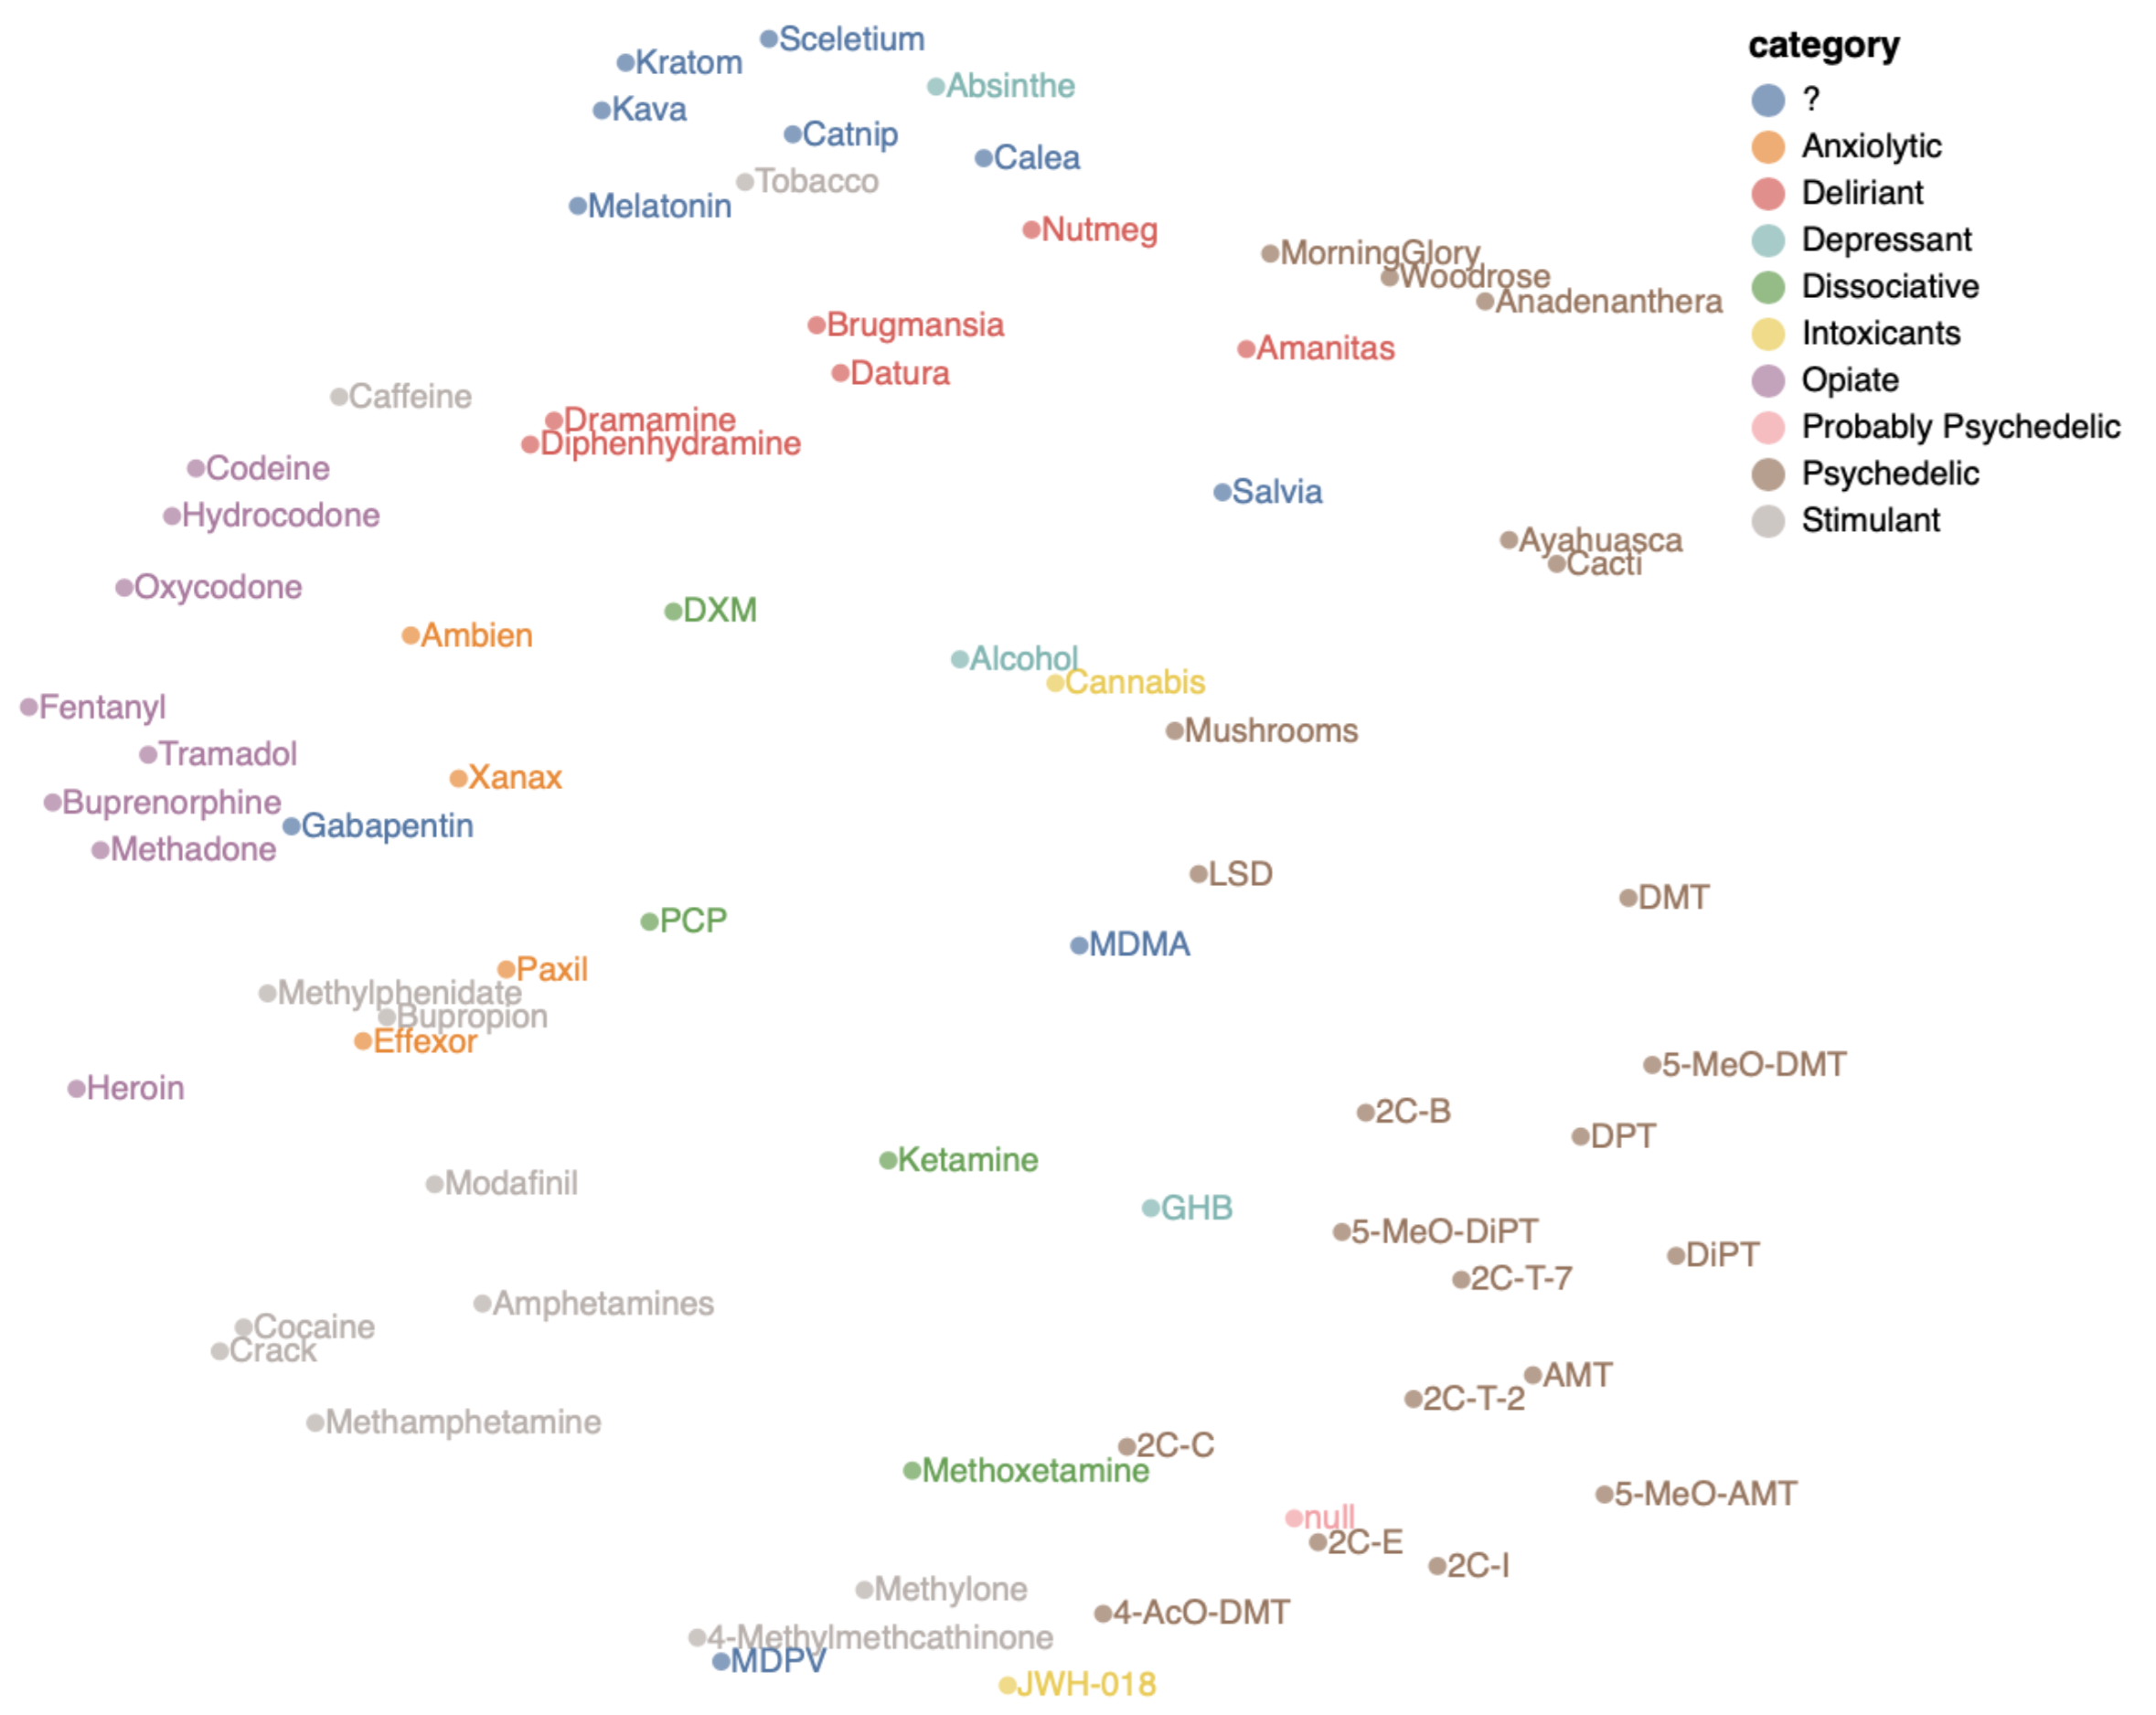 Sceletium
category
Kratom
Absinthe
?
Kava
Catnip
Anxiolytic
Calea
Tobacco
Deliriant
Melatonin
Nutmeg
Depressant
MorningGlory
Woodrose
Dissociative
Anadenanthera
Brugmansia
Intoxicants
Amanitas
Datura
Opiate
Caffeine
Dramamine
Probably Psychedelic
Diphenhydramine
Codeine
Psychedelic
Salvia
Hydrocodone
Stimulant
Ayahuasca
Cacti
Oxycodone
DXM
Ambien
Alcohol
Cannabis
Fentanyl
Mushrooms
Tramadol
Xanax
Buprenorphine
Gabapentin
Methadone
LSD
DMT
PCP
MDMA
Paxil
Methylphenidate
Bupropion
Effexor
5-MeO-DMT
Heroin
2C-B
DPT
Ketamine
Modafinil
GHB
5-MeO-DiPT
DiPT
2C-T-7
Amphetamines
Cocaine
Crack
AMT
2C-T-2
Methamphetamine
2C-C
Methoxetamine
5-MeO-AMT
null
2C-E
2C-I
Methylone
4-AcO-DMT
4-Methylmethcathinone
MDPV
JWH-018